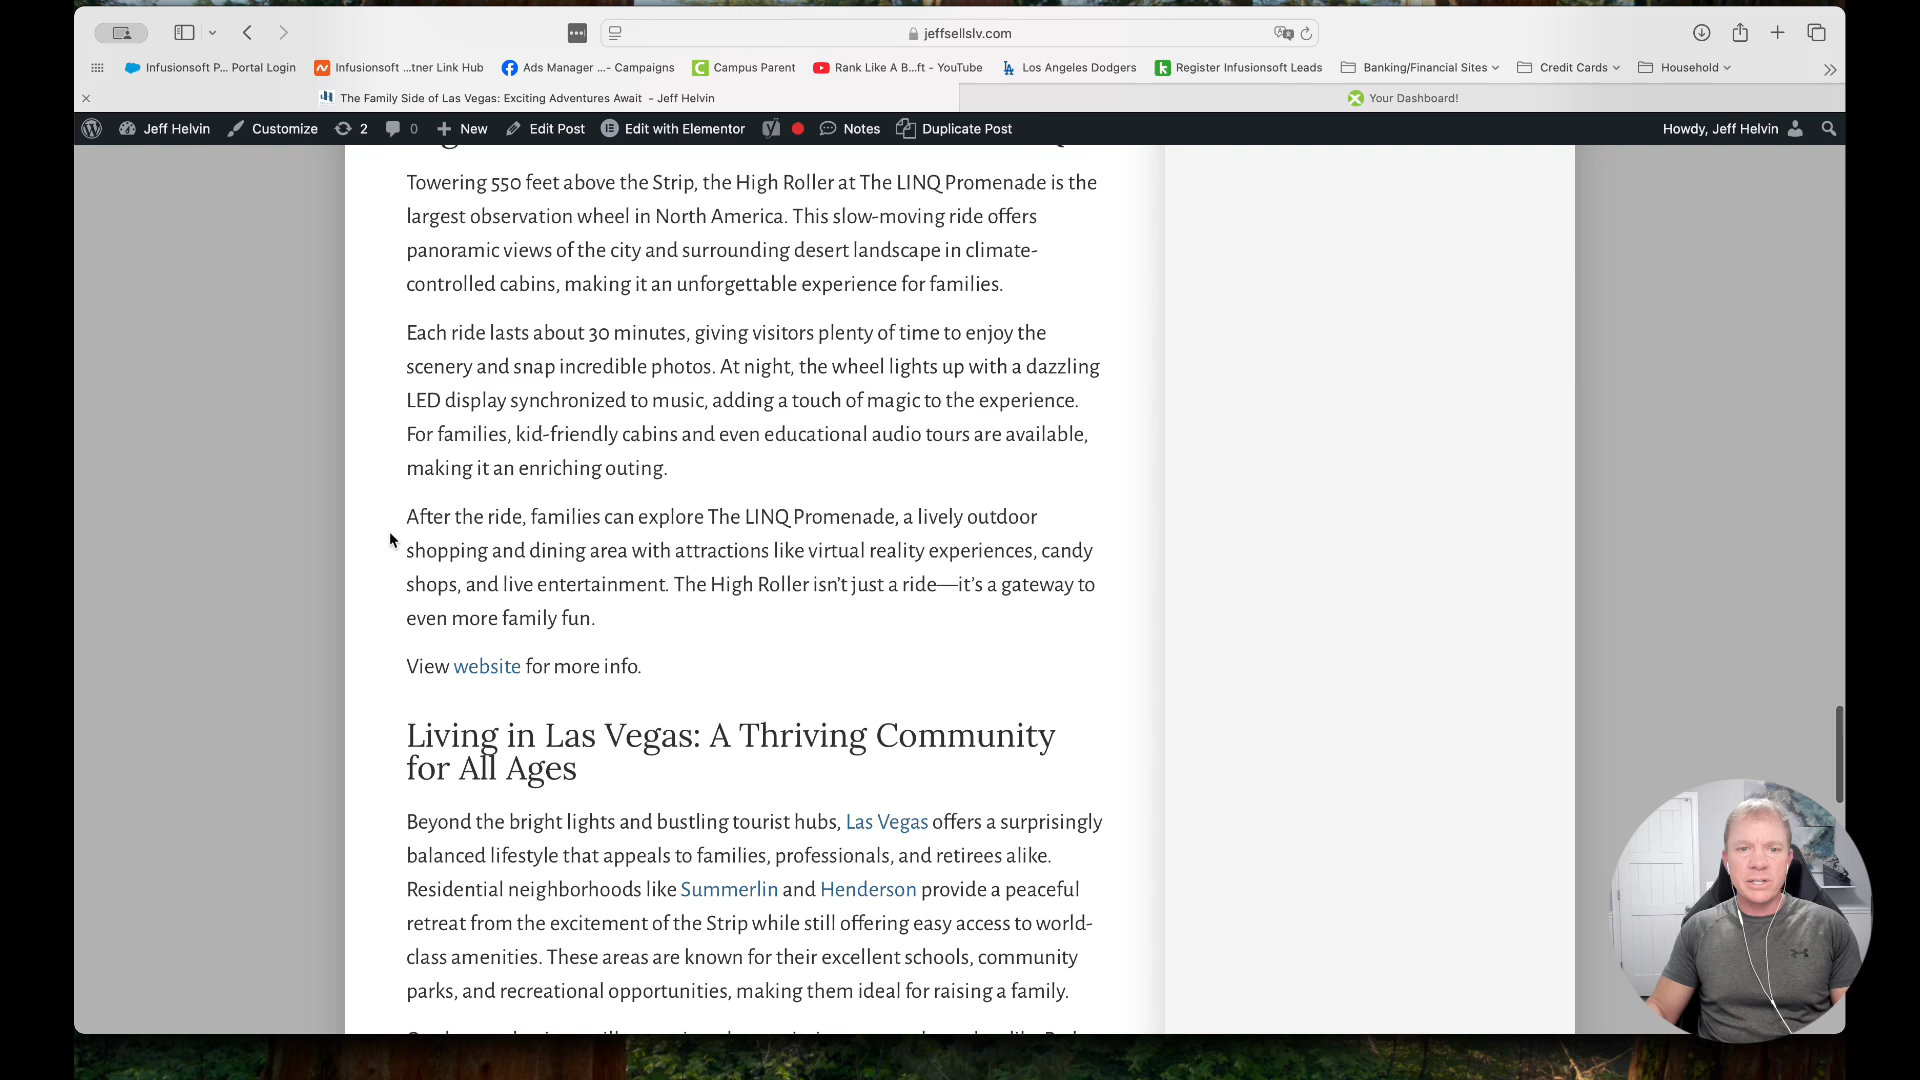 jeffsellslv.com
Infusionsoft P... Portal Login
Infusionsoft ...tner Link Hub
Ads Manager ...- Campaigns
Campus Parent
Rank Like A B...ft - YouTube
Los Angeles Dodgers
Register Infusionsoft Leads
Banking/Financial Sites
Credit Cards
Household
The Family Side of Las Vegas: Exciting Adventures Await - Jeff Helvin
Your Dashboard!
Jeff Helvin
Customize
2
0
New
Edit Post
Edit with Elementor
Notes
Duplicate Post
Howdy, Jeff Helvin
Towering 550 feet above the Strip, the High Roller at The LINQ Promenade is the
largest observation wheel in North America. This slow-moving ride offers
panoramic views of the city and surrounding desert landscape in climate-
controlled cabins, making it an unforgettable experience for families.
Each ride lasts about 30 minutes, giving visitors plenty of time to enjoy the
scenery and snap incredible photos. At night, the wheel lights up with a dazzling
LED display synchronized to music, adding a touch of magic to the experience.
For families, kid-friendly cabins and even educational audio tours are available,
making it an enriching outing.
After the ride, families can explore The LINQ Promenade, a lively outdoor
shopping and dining area with attractions like virtual reality experiences, candy
shops, and live entertainment. The High Roller isn't just a ride—it's a gateway to
even more family fun.
View website for more info.
Living in Las Vegas: A Thriving Community
for All Ages
Beyond the bright lights and bustling tourist hubs, Las Vegas offers a surprisingly
balanced lifestyle that appeals to families, professionals, and retirees alike.
Residential neighborhoods like Summerlin and Henderson provide a peaceful
retreat from the excitement of the Strip while still offering easy access to world-
class amenities. These areas are known for their excellent schools, community
parks, and recreational opportunities, making them ideal for raising a family.